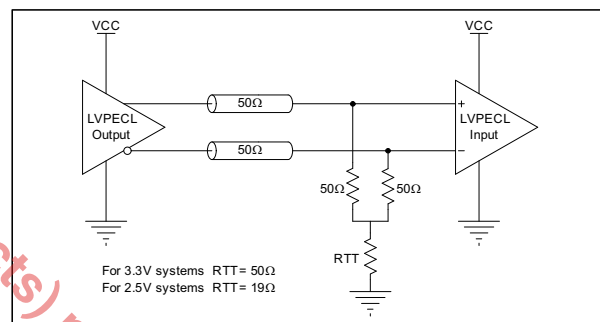 VCC
VCC
LVPECL
Output
50Ω
50Ω
+
LVPECL
Input
−
50Ω
50Ω
RTT
For 3.3V systems RTT = 50Ω
For 2.5V systems RTT = 19Ω